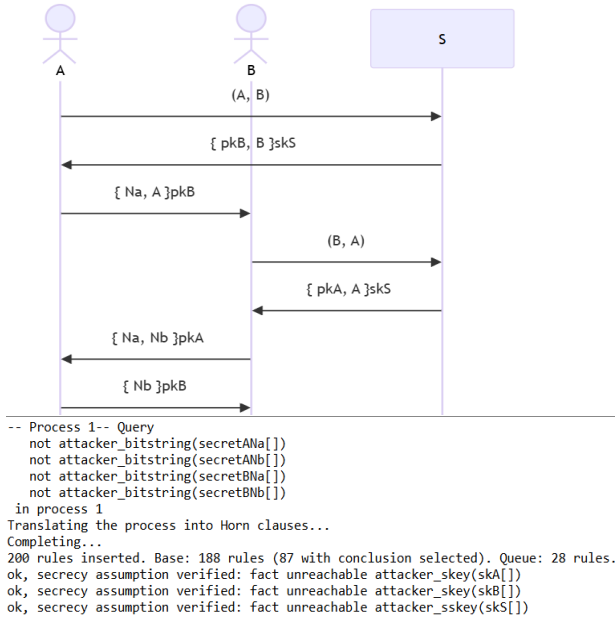 A
B
S
(A, B)
{ pkB, B }skS
{ Na, A }pkB
(B, A)
{ pkA, A }skS
{ Na, Nb }pkA
{ Nb }pkB
-- Process 1-- Query
not attacker_bitstring(secretANa[])
not attacker_bitstring(secretANb[])
not attacker_bitstring(secretBNa[])
not attacker_bitstring(secretBNb[])
in process 1
Translating the process into Horn clauses...
Completing...
200 rules inserted. Base: 188 rules (87 with conclusion selected). Queue: 28 rules.
ok, secrecy assumption verified: fact unreachable attacker_skey(skA[])
ok, secrecy assumption verified: fact unreachable attacker_skey(skB[])
ok, secrecy assumption verified: fact unreachable attacker_sskey(skS[])